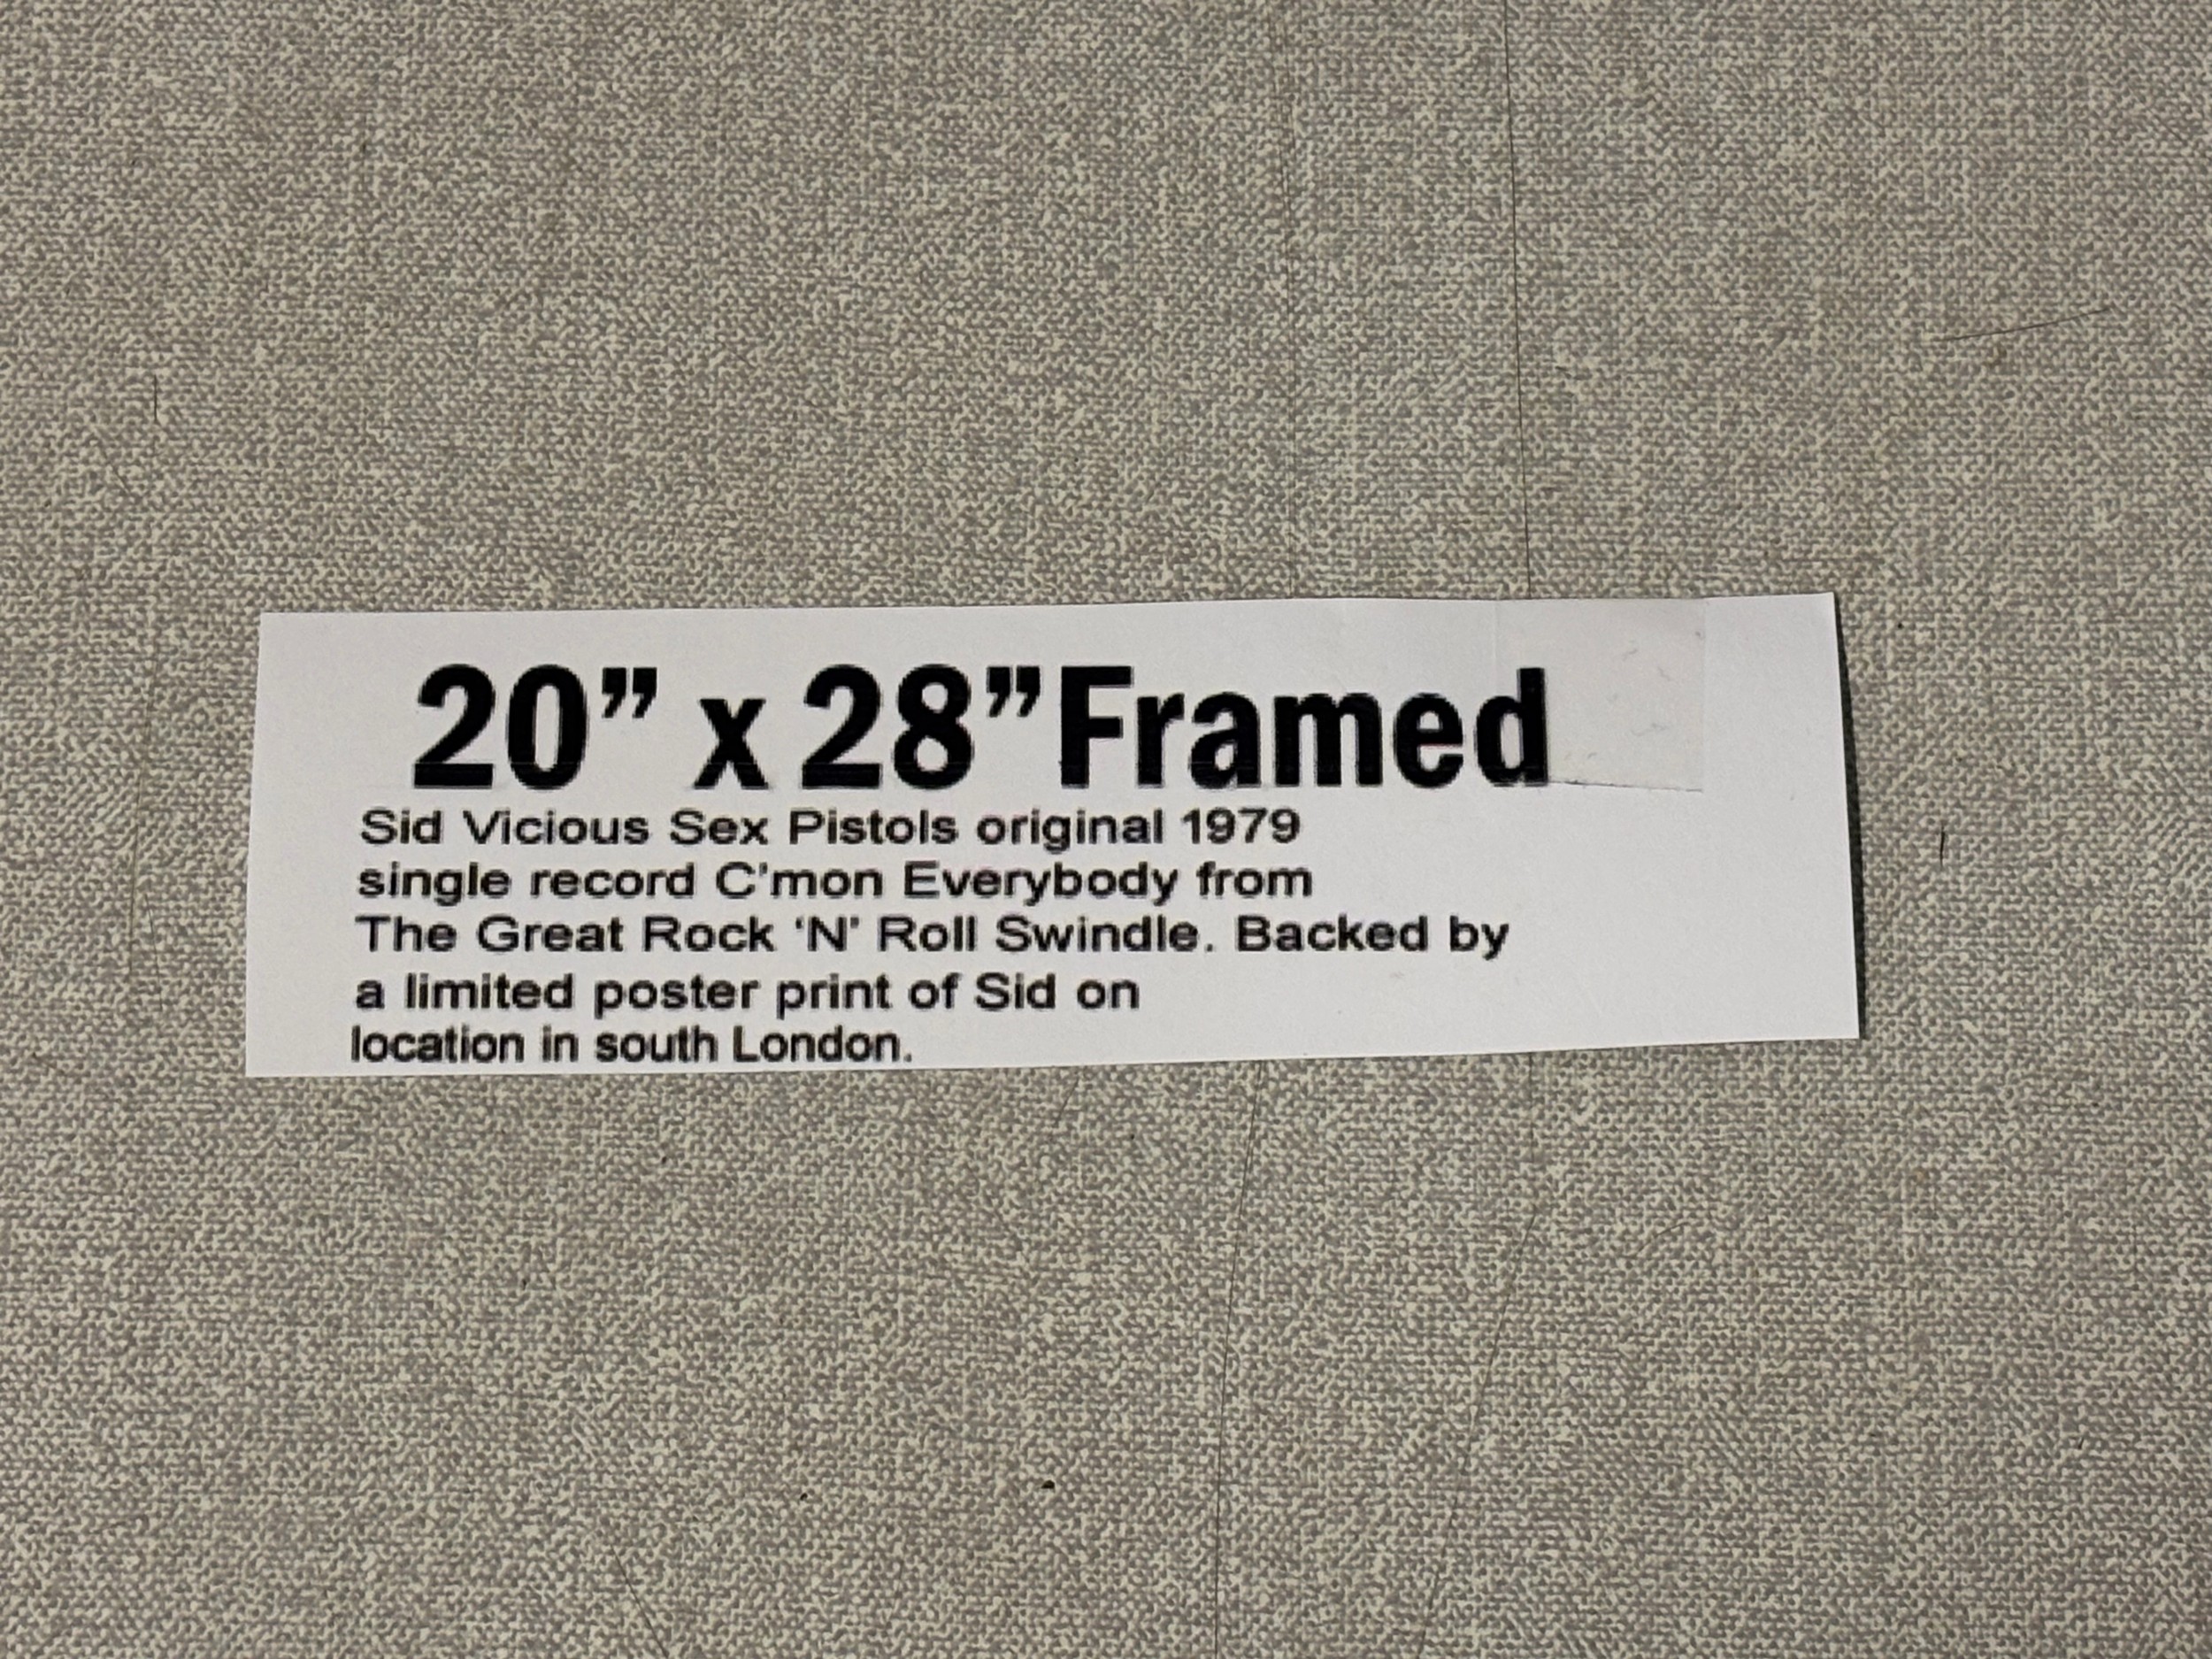 20” x 28” Framed
Sid Vicious Sex Pistols original 1979
single record C'mon Everybody from
The Great Rock ‘N’ Roll Swindle. Backed by
a limited poster print of Sid on
location in south London.